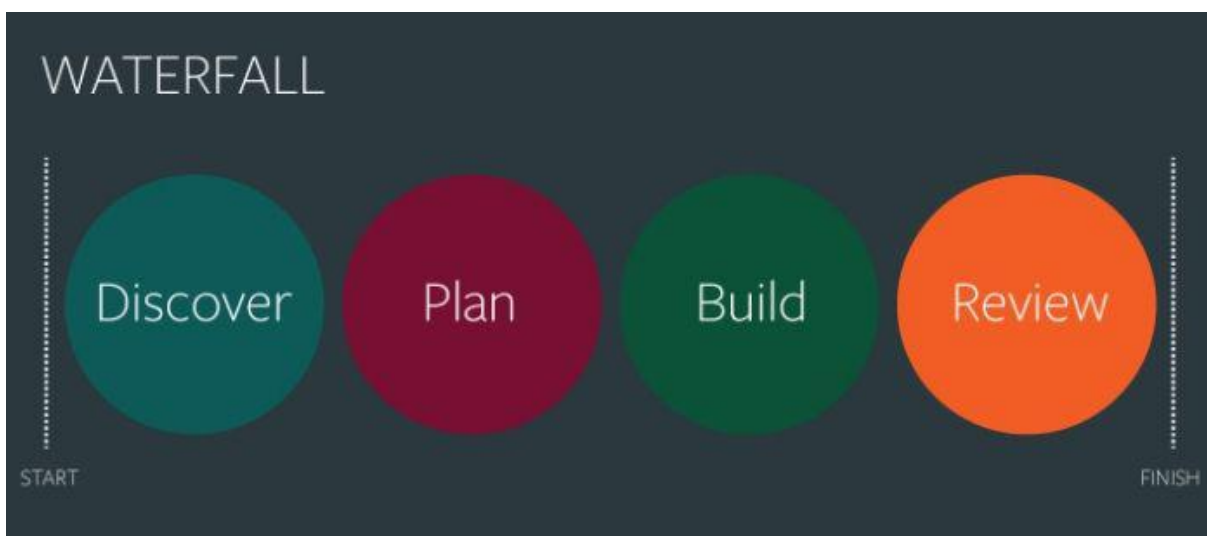 WATERFALL
Discover
Plan
Build
Review
START
FINISH